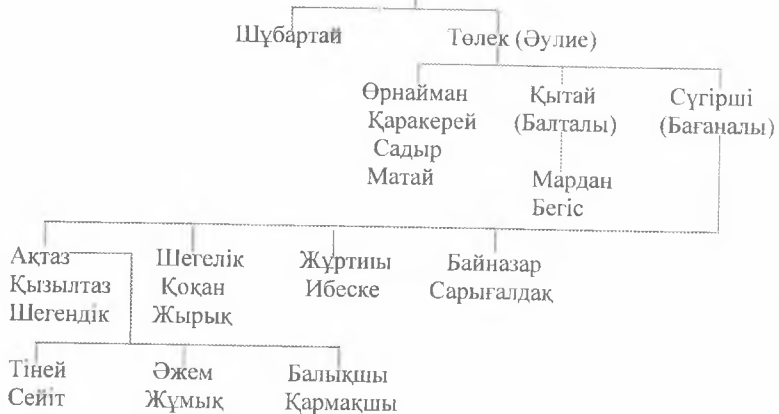 Шұбартай Төлек (Әулие)
Өрнайман Қытай Сүгірші
Қаракерей (Балталы) (Бағаналы)
Садыр
Матай Мардан
Бегіс
Ақтаз Шегелік Жұртшы Байназар
Қызылтаз Қоқан Ибеске Сарығалдақ
Шегендік Жырық
Тіней Әжем Балықшы
Сейіт Жұмық Қармақшы